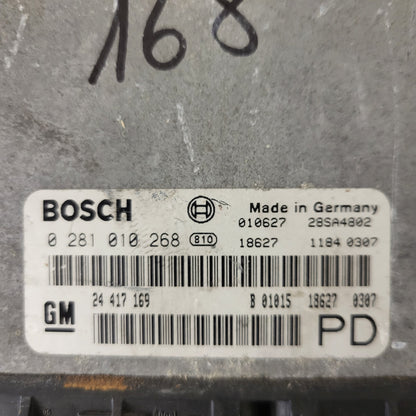 168
BOSCH Made in Germany
010627 28SA4802
0 281 010 268 810 18627 1184 0307
24 417 169 B 01015 18627 0307
GM PD